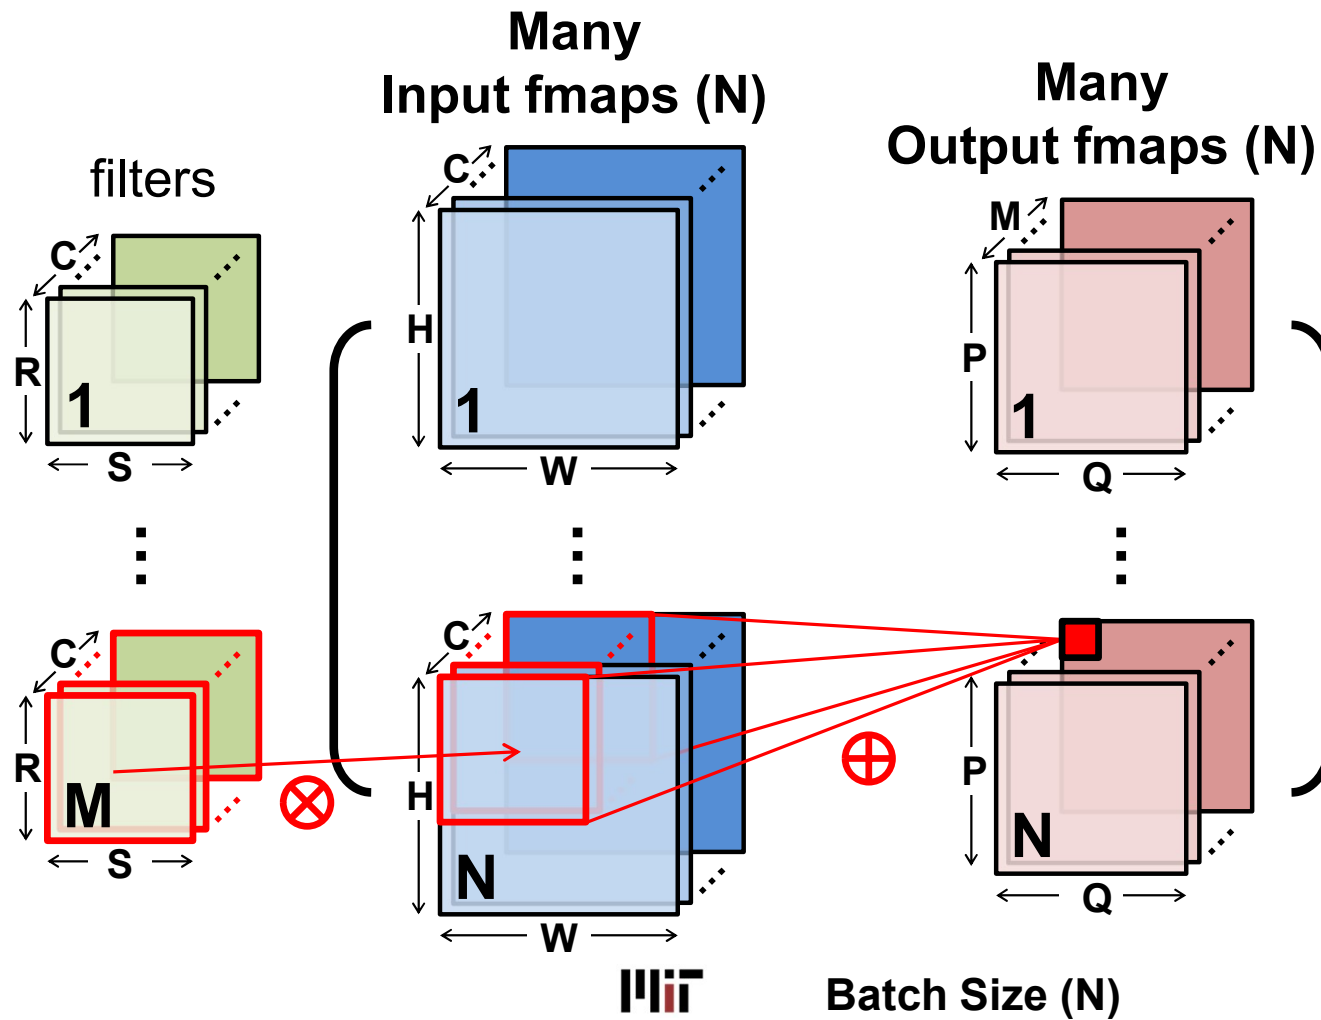 Many
Input fmaps (N)
Many
Output fmaps (N)
filters
C
R
1
S
C
H
1
W
M
P
1
Q
C
R
M
S
C
H
N
W
P
N
Q
MiT
Batch Size (N)